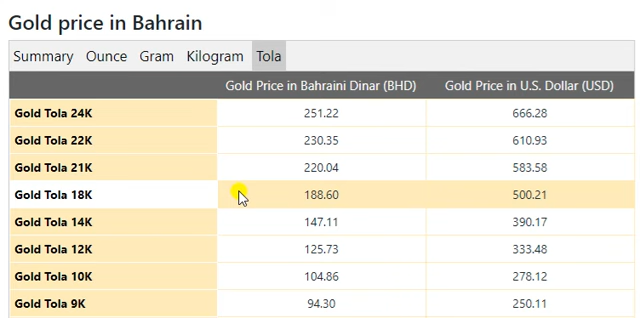 Gold price in Bahrain
Summary Ounce Gram Kilogram Tola
Gold Price in Bahraini Dinar (BHD) Gold Price in U.S. Dollar (USD)
Gold Tola 24K 251.22 666.28
Gold Tola 22K 230.35 610.93
Gold Tola 21K 220.04 583.58
Gold Tola 18K 188.60 500.21
Gold Tola 14K 147.11 390.17
Gold Tola 12K 125.73 333.48
Gold Tola 10K 104.86 278.12
Gold Tola 9K 94.30 250.11